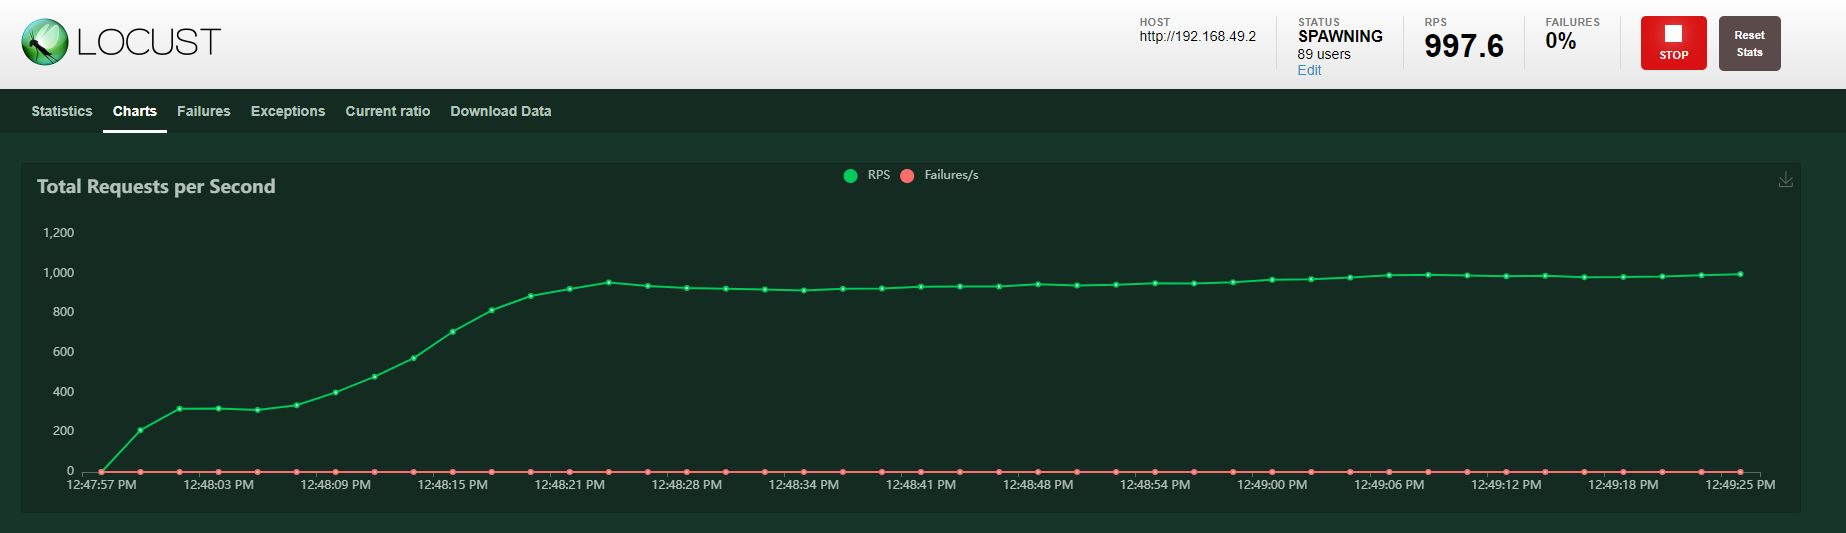 LOCUST
HOST
http://192.168.49.2
STATUS
SPAWNING
89 users
Edit
RPS
997.6
FAILURES
0%
STOP
Reset
Stats
Statistics Charts Failures Exceptions Current ratio Download Data
Total Requests per Second
RPS Failures/s
1,200
1,000
800
600
400
200
0
12:47:57 PM 12:48:03 PM 12:48:09 PM 12:48:15 PM 12:48:21 PM 12:48:28 PM 12:48:34 PM 12:48:41 PM 12:48:48 PM 12:48:54 PM 12:49:00 PM 12:49:06 PM 12:49:12 PM 12:49:18 PM 12:49:25 PM